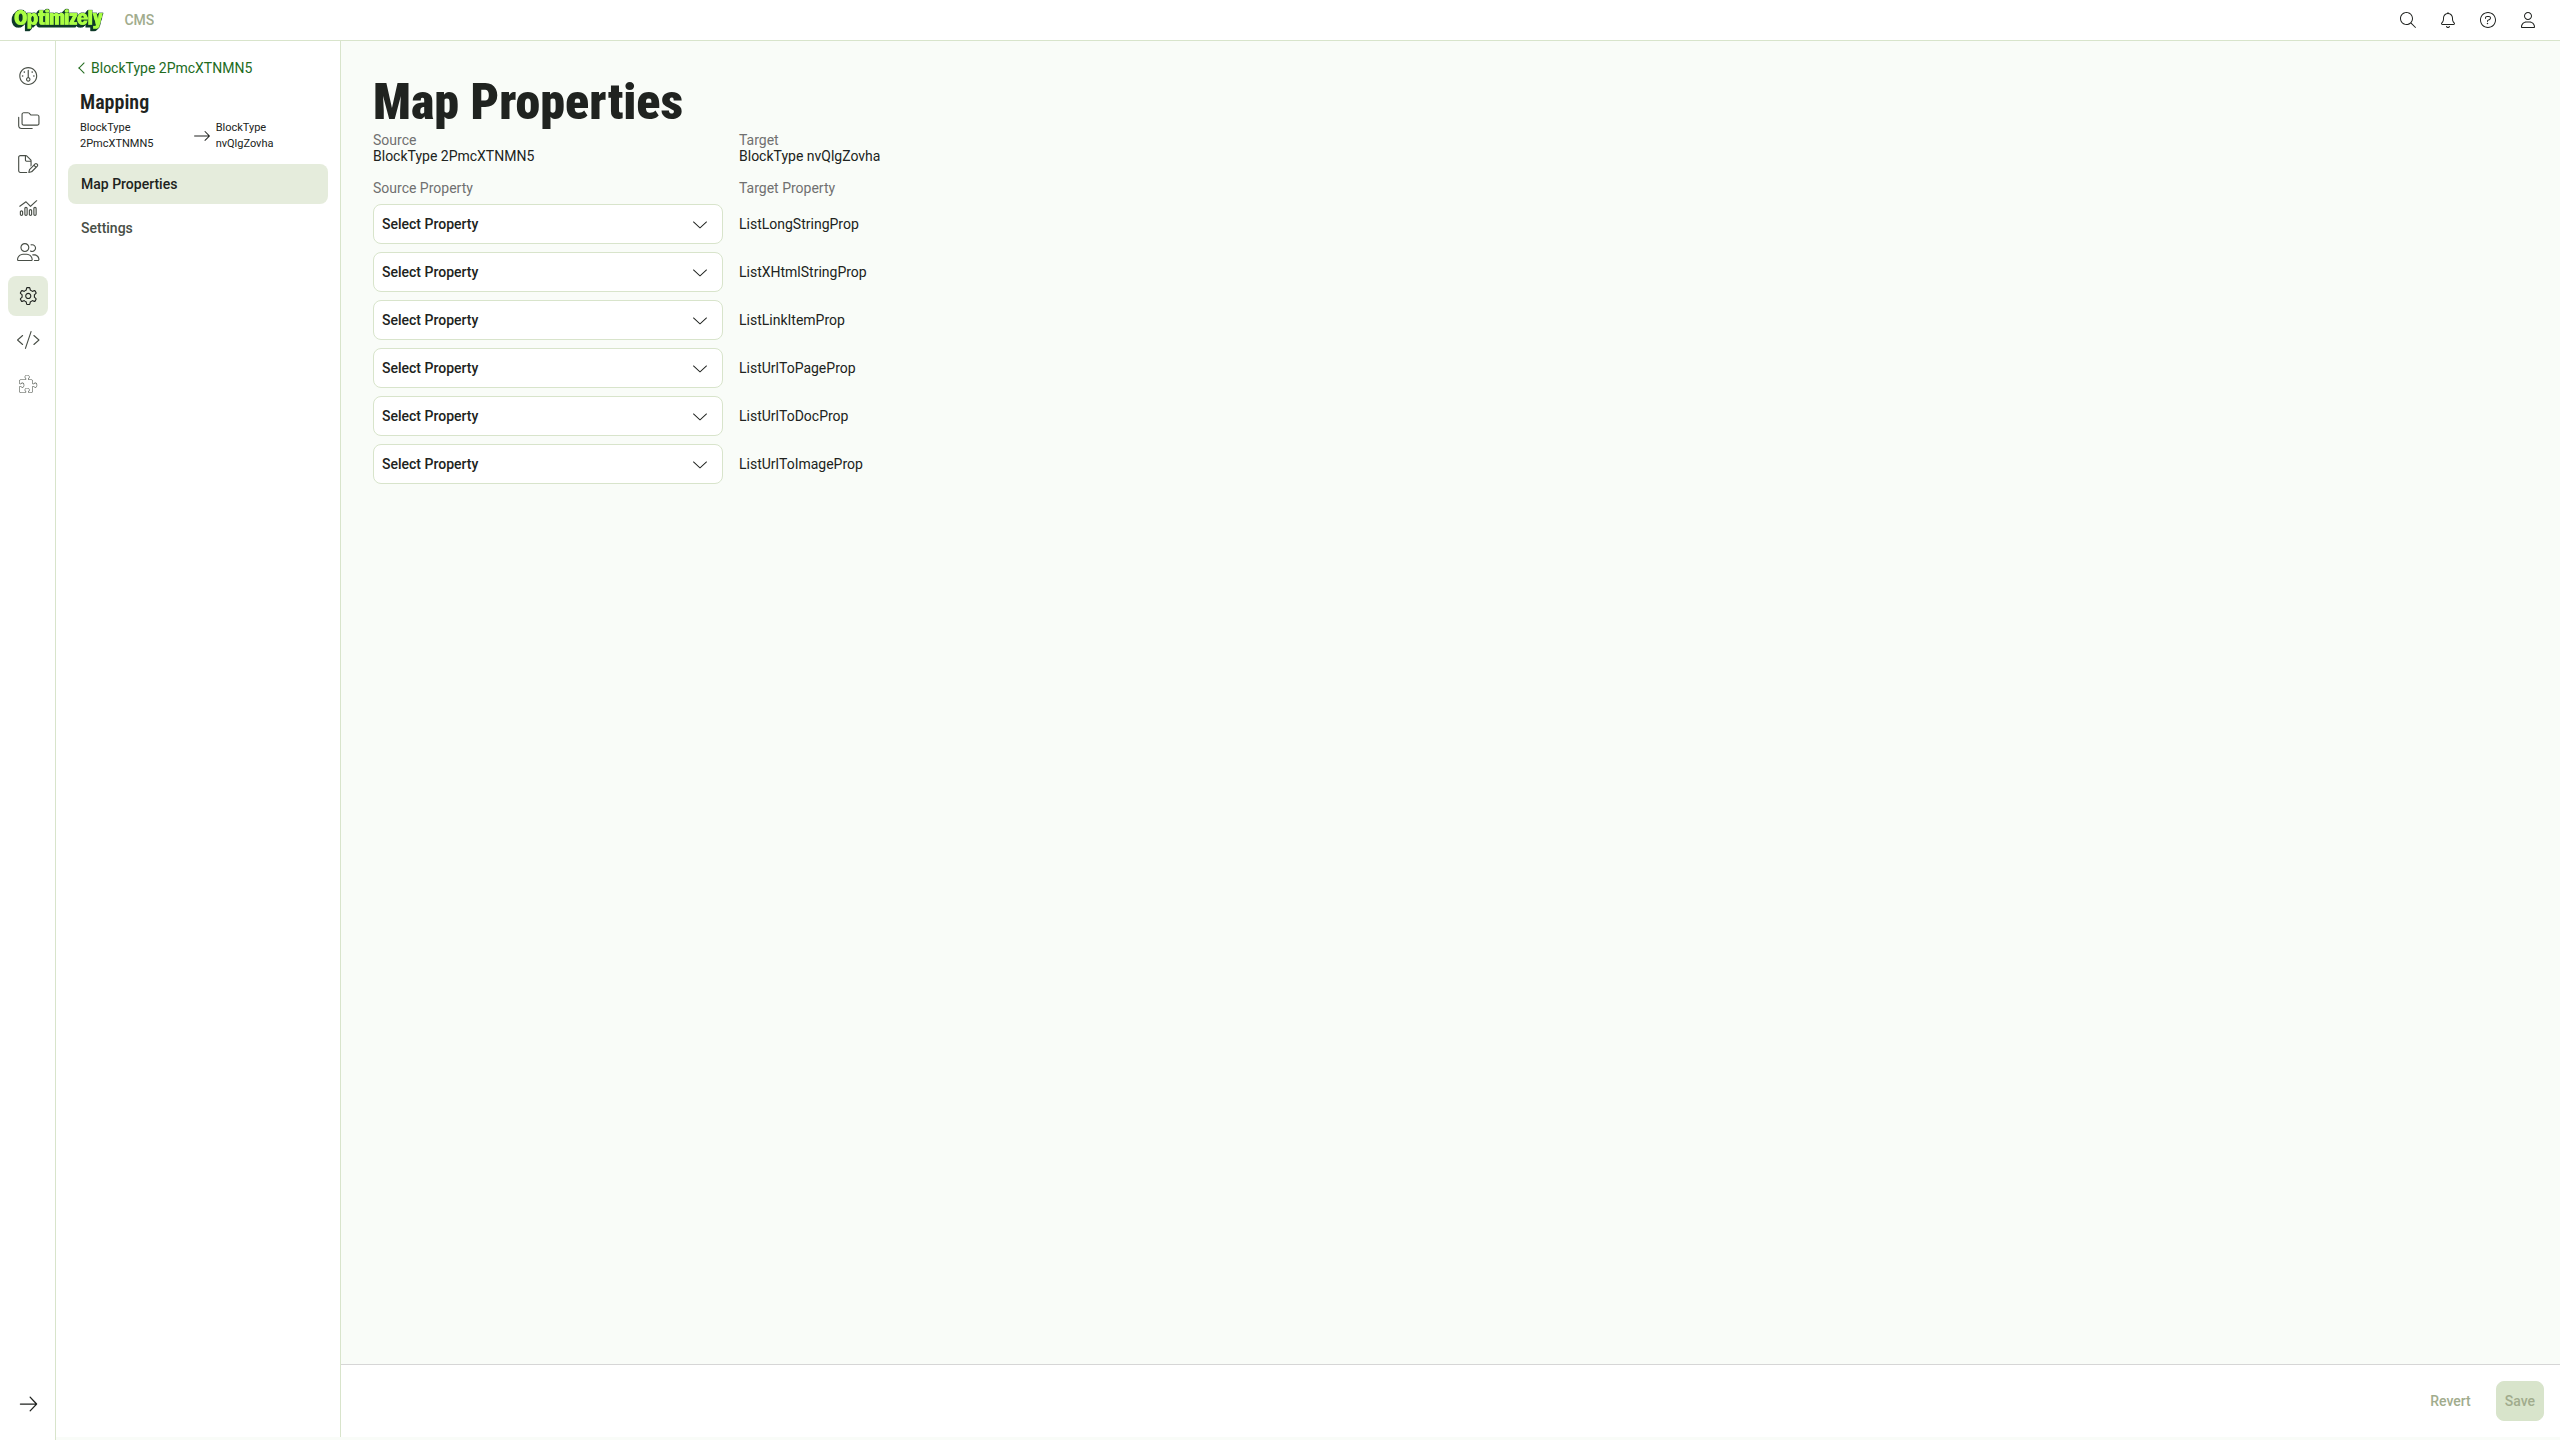 Optimizely CMS
BlockType 2PmcXTNMN5
Mapping
BlockType
2PmcXTNMN5
BlockType
nvQlgZovha
Map Properties
Settings
Map Properties
Source Target
BlockType 2PmcXTNMN5 BlockType nvQlgZovha
Source Property Target Property
Select Property ListLongStringProp
Select Property ListXHtmlStringProp
Select Property ListLinkItemProp
Select Property ListUrlToPageProp
Select Property ListUrlToDocProp
Select Property ListUrlToImageProp
Revert Save